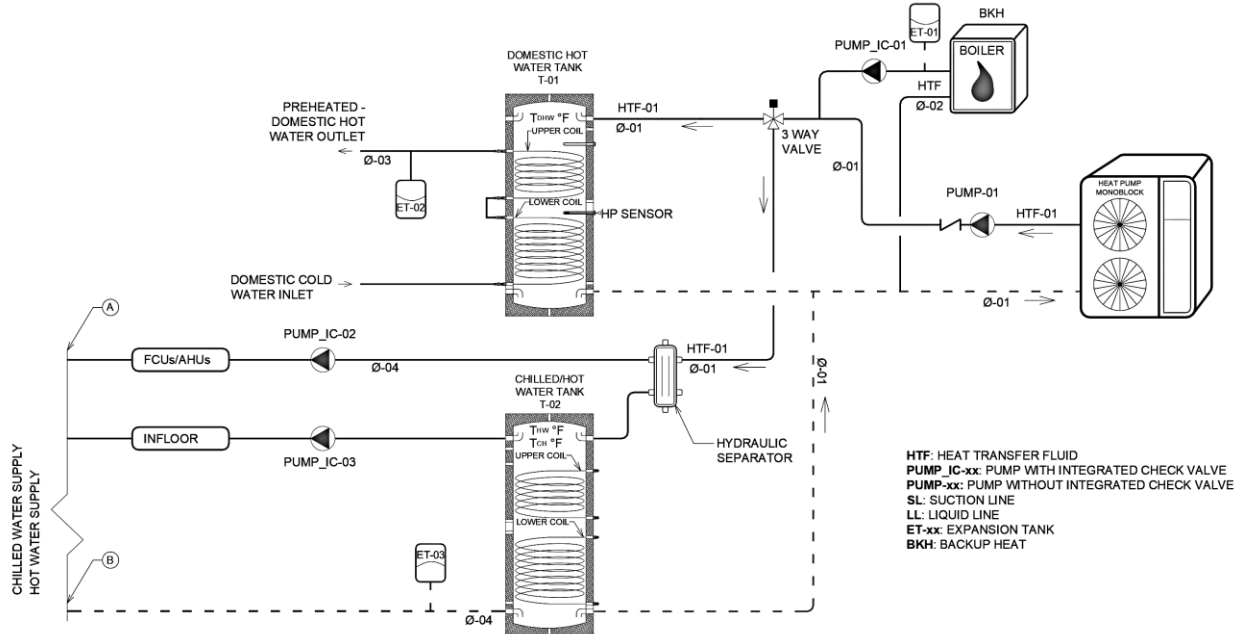 BKH
ET-01
PUMP_IC-01
BOILER
DOMESTIC HOT
WATER TANK
T-01
HTF
Ø-02
PREHEATED -
DOMESTIC HOT
WATER OUTLET
HTF-01
Ø-01
TDHW °F
UPPER COIL
3 WAY
VALVE
Ø-03
Ø-01
HEAT PUMP
MONOBLOCK
ET-02
LOWER COIL
HP SENSOR
PUMP-01
HTF-01
DOMESTIC COLD
WATER INLET
Ø-01
A
PUMP_IC-02
HTF-01
FCUs/AHUs
Ø-04
Ø-01
Ø-01
CHILLED/HOT
WATER TANK
T-02
INFLOOR
THW °F
TCH °F
PUMP_IC-03
UPPER COIL
HYDRAULIC
SEPARATOR
HTF: HEAT TRANSFER FLUID
PUMP_IC-xx: PUMP WITH INTEGRATED CHECK VALVE
PUMP-xx: PUMP WITHOUT INTEGRATED CHECK VALVE
SL: SUCTION LINE
LL: LIQUID LINE
ET-xx: EXPANSION TANK
BKH: BACKUP HEAT
CHILLED WATER SUPPLY
HOT WATER SUPPLY
LOWER COIL
B
ET-03
Ø-04